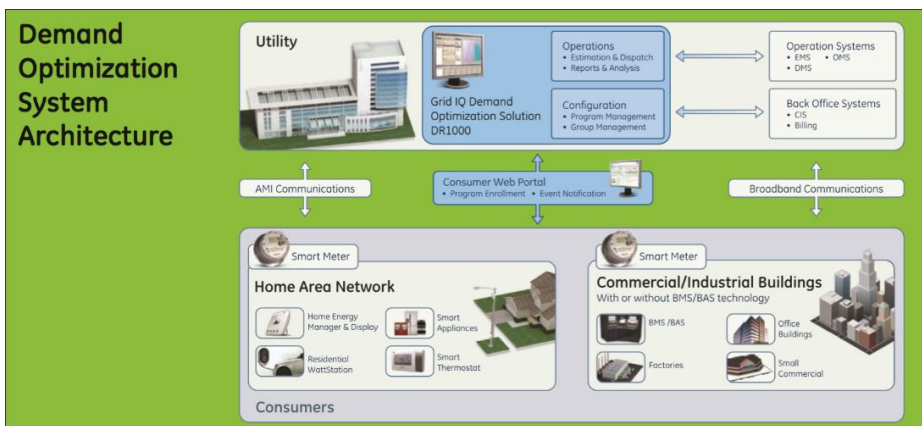 Demand
Optimization
System
Architecture
Utility
Grid IQ Demand
Optimization Solution
DR1000
Operations
• Estimation & Dispatch
• Reports & Analysis
Configuration
• Program Management
• Group Management
Operation Systems
• EMS • OMS
• DMS
Back Office Systems
• CIS
• Billing
AMI Communications
Consumer Web Portal
• Program Enrollment • Event Notification
Broadband Communications
Smart Meter
Home Area Network
Home Energy
Manager & Display
Smart
Appliances
Residential
WattStation
Smart
Thermostat
Smart Meter
Commercial/Industrial Buildings
With or without BMS/BAS technology
BMS /BAS
Office
Buildings
Factories
Small
Commercial
Consumers